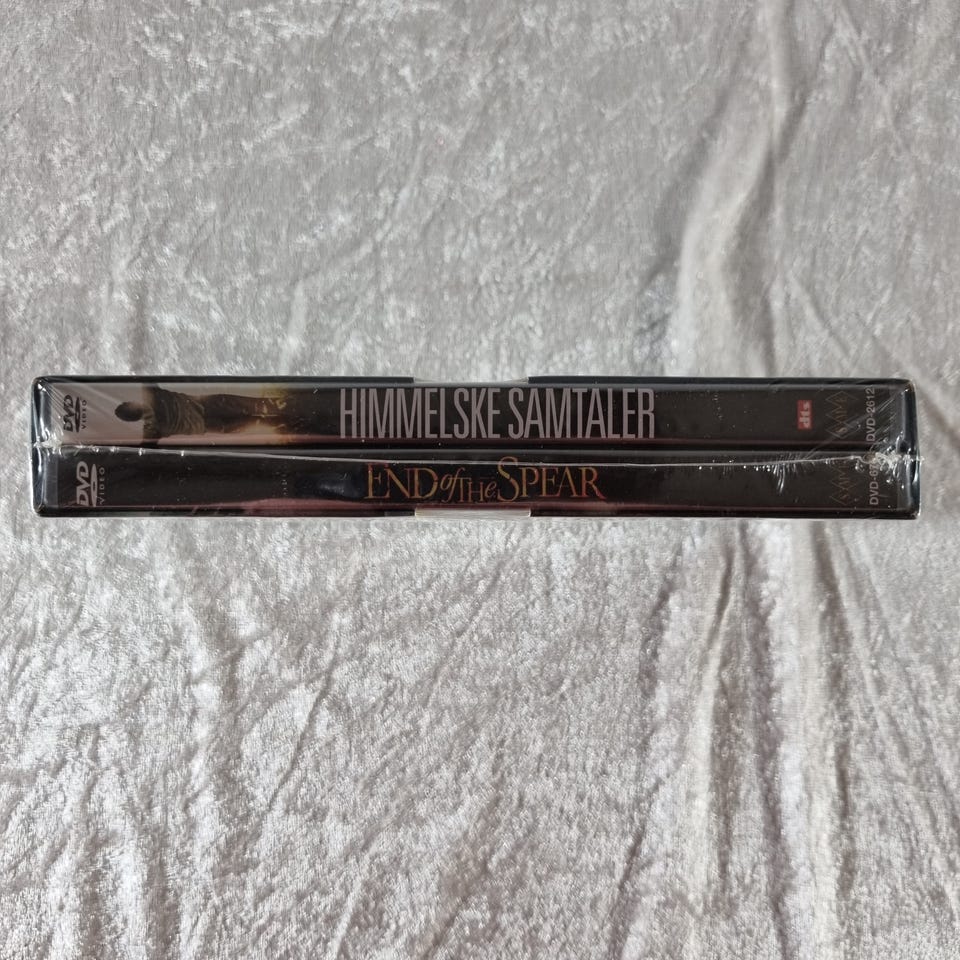 DVD
VIDEO
HIMMELSKE SAMTALER
dts
DVD-2612
DVD
VIDEO
END of THE SPEAR